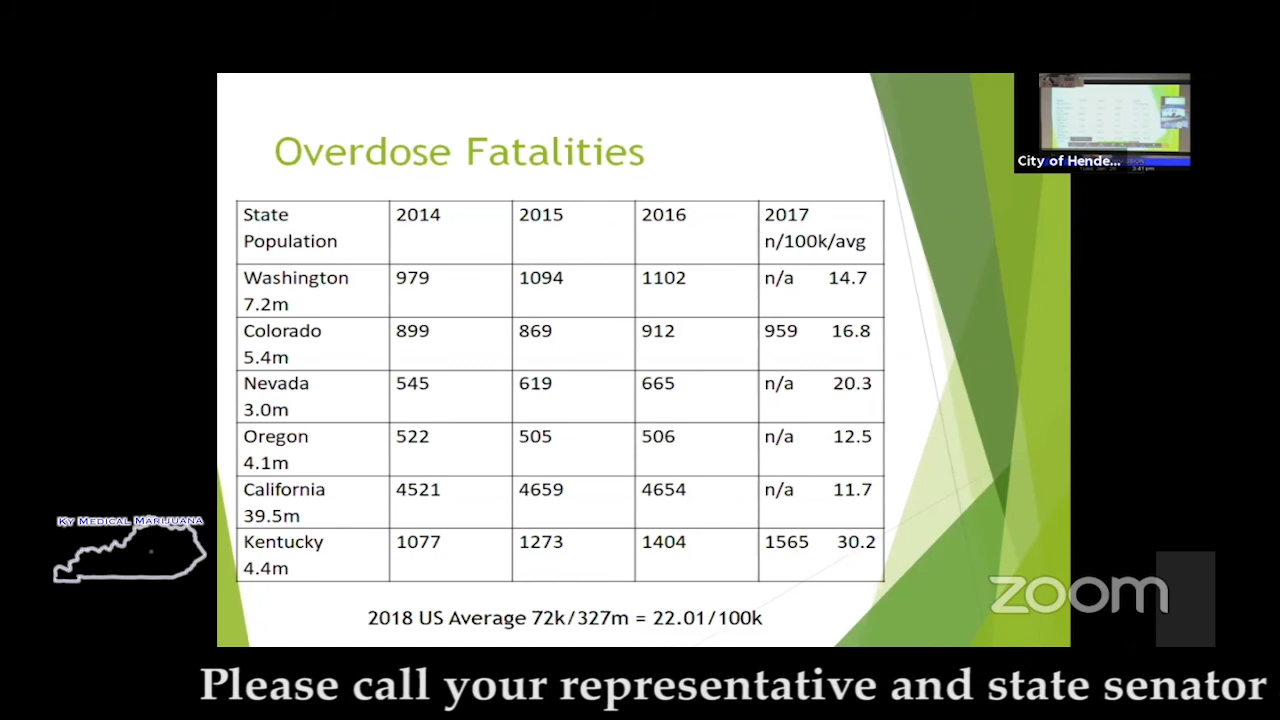 Overdose Fatalities
State Population 2014 2015 2016 2017 n/100k/avg
Washington 7.2m 979 1094 1102 n/a 14.7
Colorado 5.4m 899 869 912 959 16.8
Nevada 3.0m 545 619 665 n/a 20.3
Oregon 4.1m 522 505 506 n/a 12.5
California 39.5m 4521 4659 4654 n/a 11.7
Kentucky 4.4m 1077 1273 1404 1565 30.2
2018 US Average 72k/327m = 22.01/100k
City of Hende...
Ky Medical Marijuana
zoom
Please call your representative and state senator